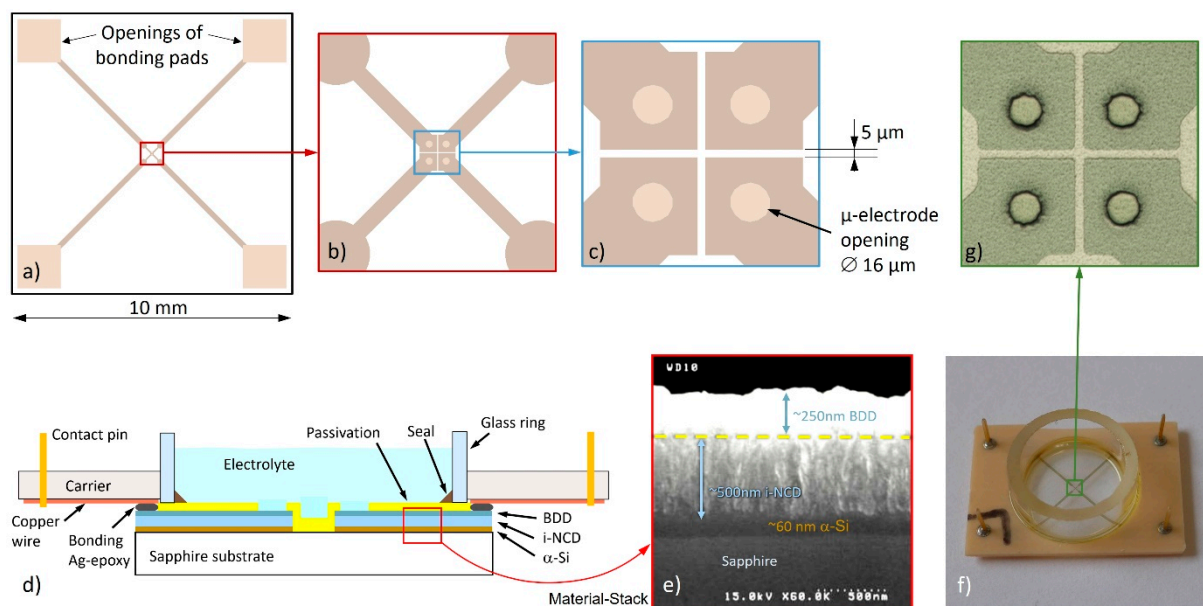 Openings of
bonding pads
a)
10 mm
b)
c)
5 µm
µ-electrode
opening
∅ 16 µm
g)
Contact pin
Passivation
Seal
Glass ring
Electrolyte
Carrier
Copper
wire
Bonding
Ag-epoxy
BDD
i-NCD
α-Si
Sapphire substrate
d)
Material-Stack
WD10
~250nm BDD
~500nm i-NCD
~60 nm α-Si
Sapphire
e)
15.0kV X60.0K 500nm
f)